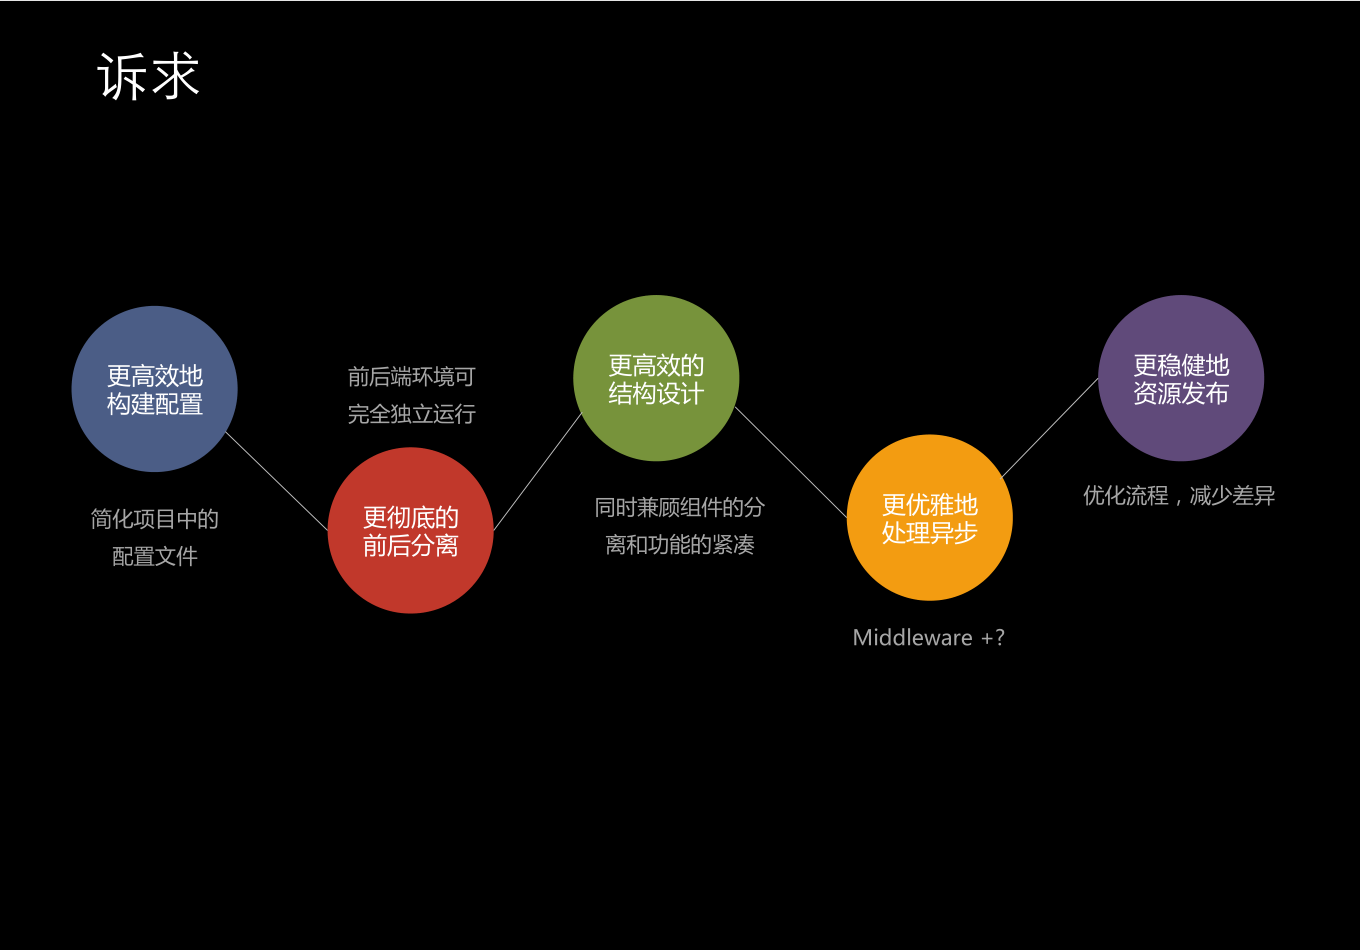 诉求
更高效地
构建配置
简化项目中的
配置文件
前后端环境可
完全独立运行
更彻底的
前后分离
更高效的
结构设计
同时兼顾组件的分
离和功能的紧凑
更优雅地
处理异步
Middleware +?
更稳健地
资源发布
优化流程，减少差异